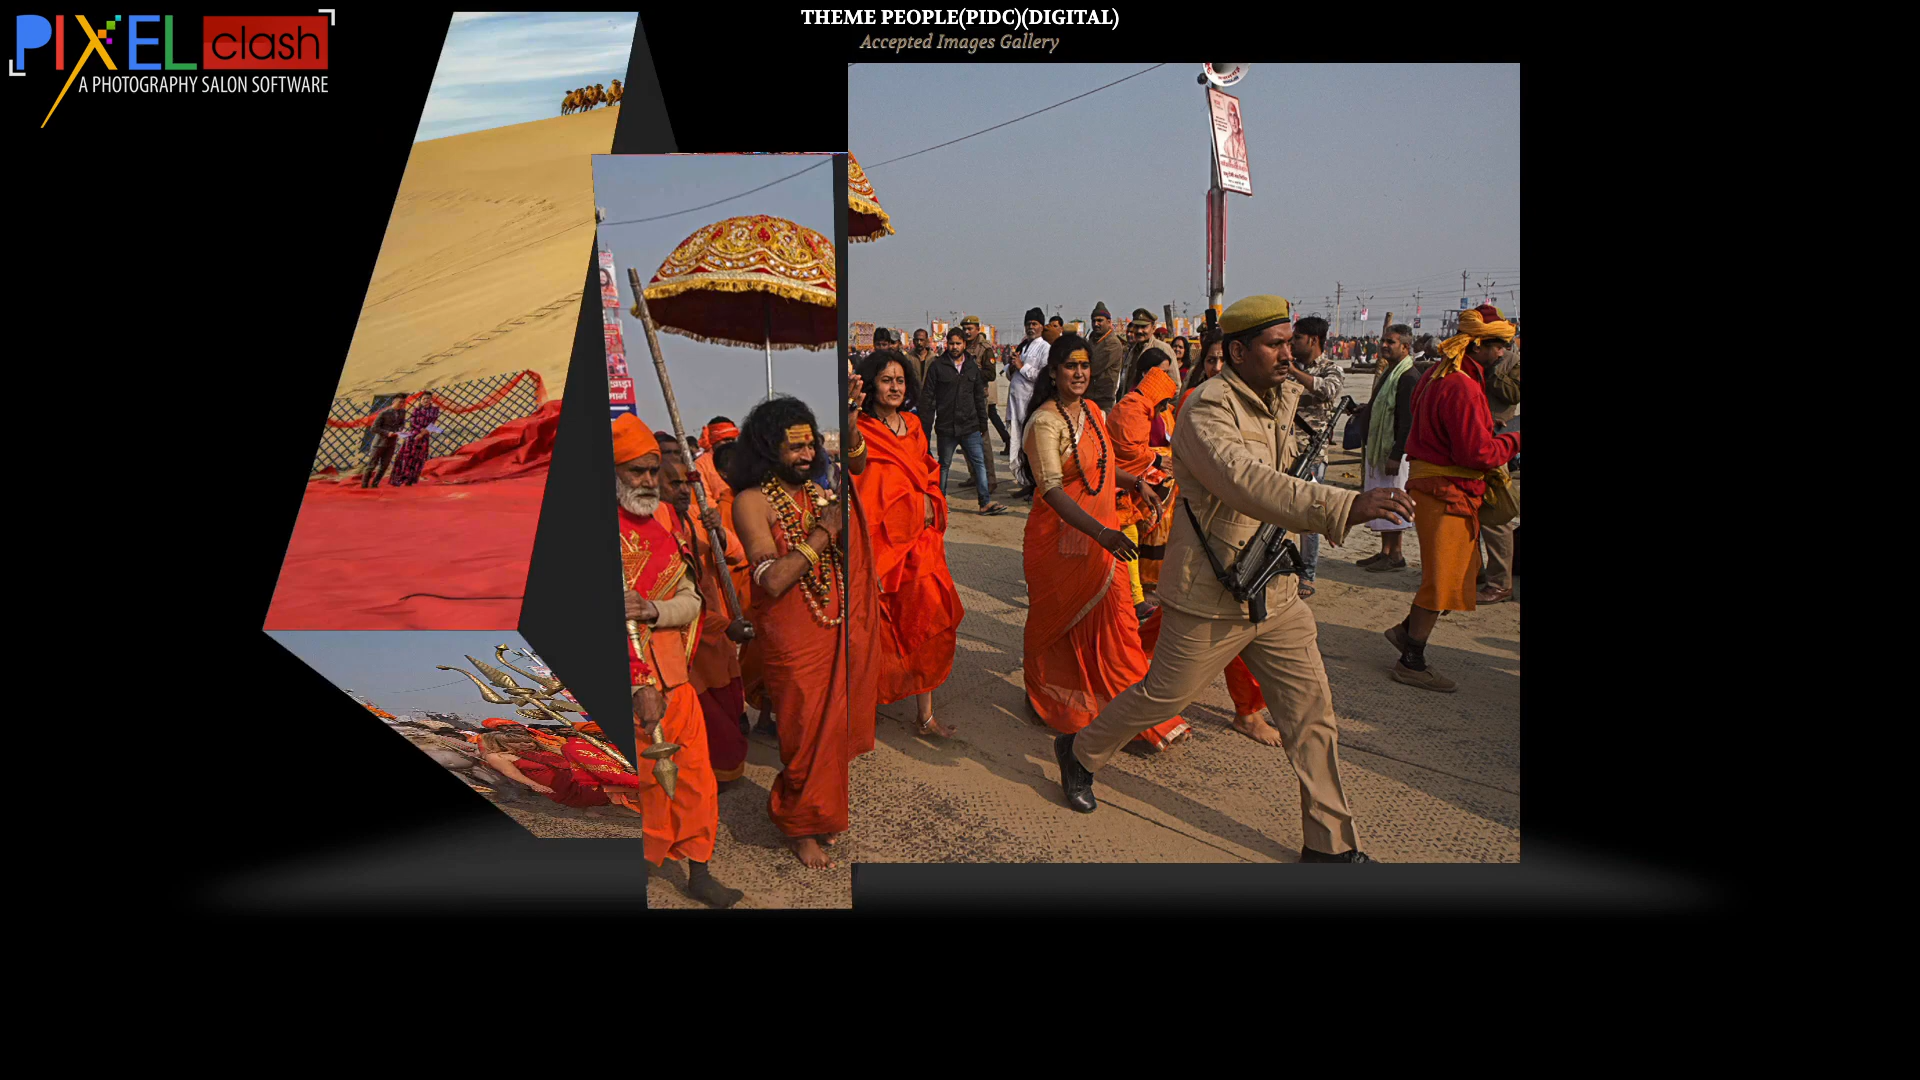 PIXEL clash
A PHOTOGRAPHY SALON SOFTWARE
THEME PEOPLE(PIDC)(DIGITAL)
Accepted Images Gallery